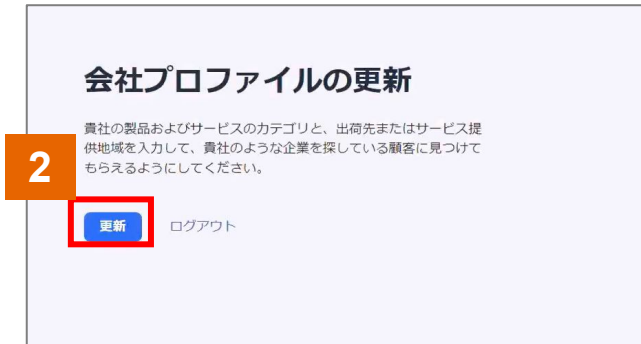 会社プロファイルの更新
貴社の製品およびサービスのカテゴリと、出荷先またはサービス提
供地域を入力して、貴社のような企業を探している顧客に見つけて
もらえるようにしてください。
2
更新 ログアウト